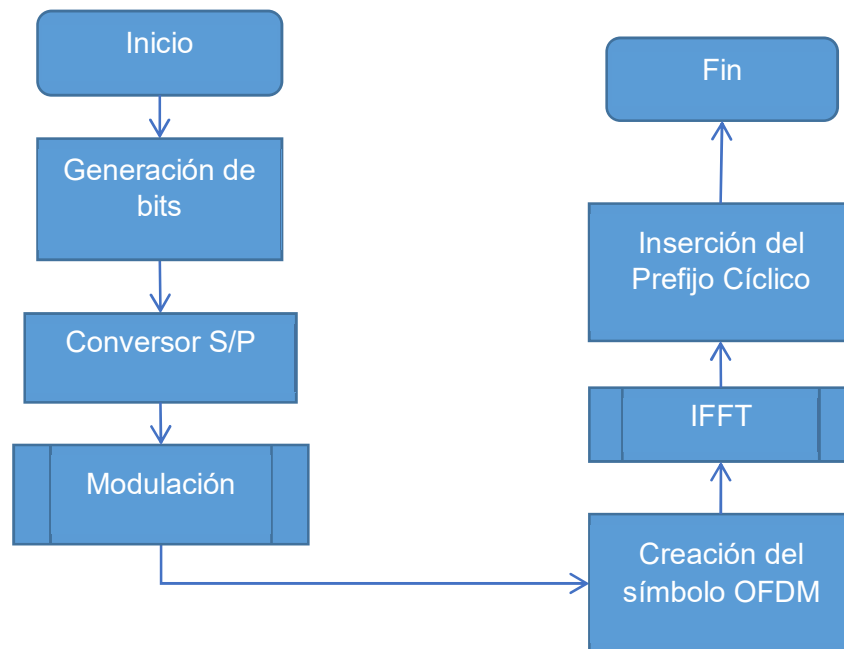 Inicio
Generación de
bits
Conversor S/P
Modulación
Creación del
símbolo OFDM
IFFT
Inserción del
Prefijo Cíclico
Fin